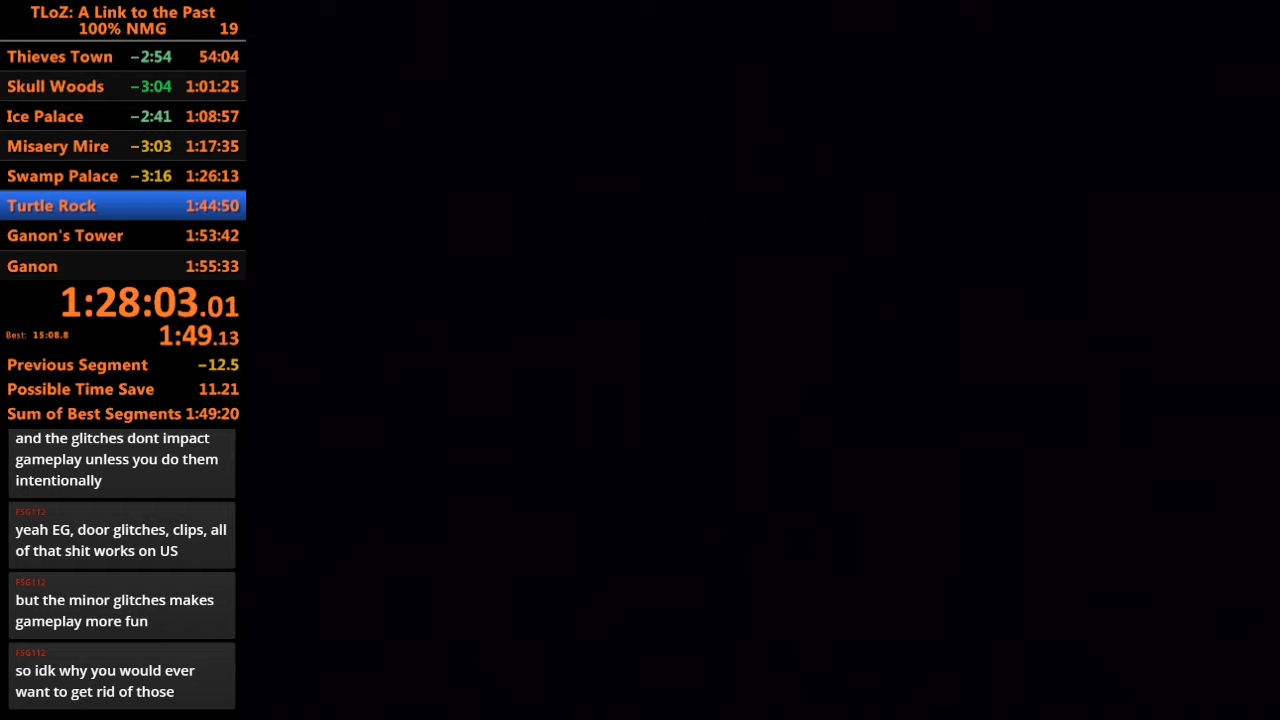 TLoZ: A Link to the Past
100% NMG 19
Thieves Town −2:54 54:04
Skull Woods −3:04 1:01:25
Ice Palace −2:41 1:08:57
Misaery Mire −3:03 1:17:35
Swamp Palace −3:16 1:26:13
Turtle Rock 1:44:50
Ganon's Tower 1:53:42
Ganon 1:55:33
1:28:03.01
Best: 15:08.8 1:49.13
Previous Segment −12.5
Possible Time Save 11.21
Sum of Best Segments 1:49:20
and the glitches dont impact
gameplay unless you do them
intentionally
FSG112
yeah EG, door glitches, clips, all
of that shit works on US
FSG112
but the minor glitches makes
gameplay more fun
FSG112
so idk why you would ever
want to get rid of those